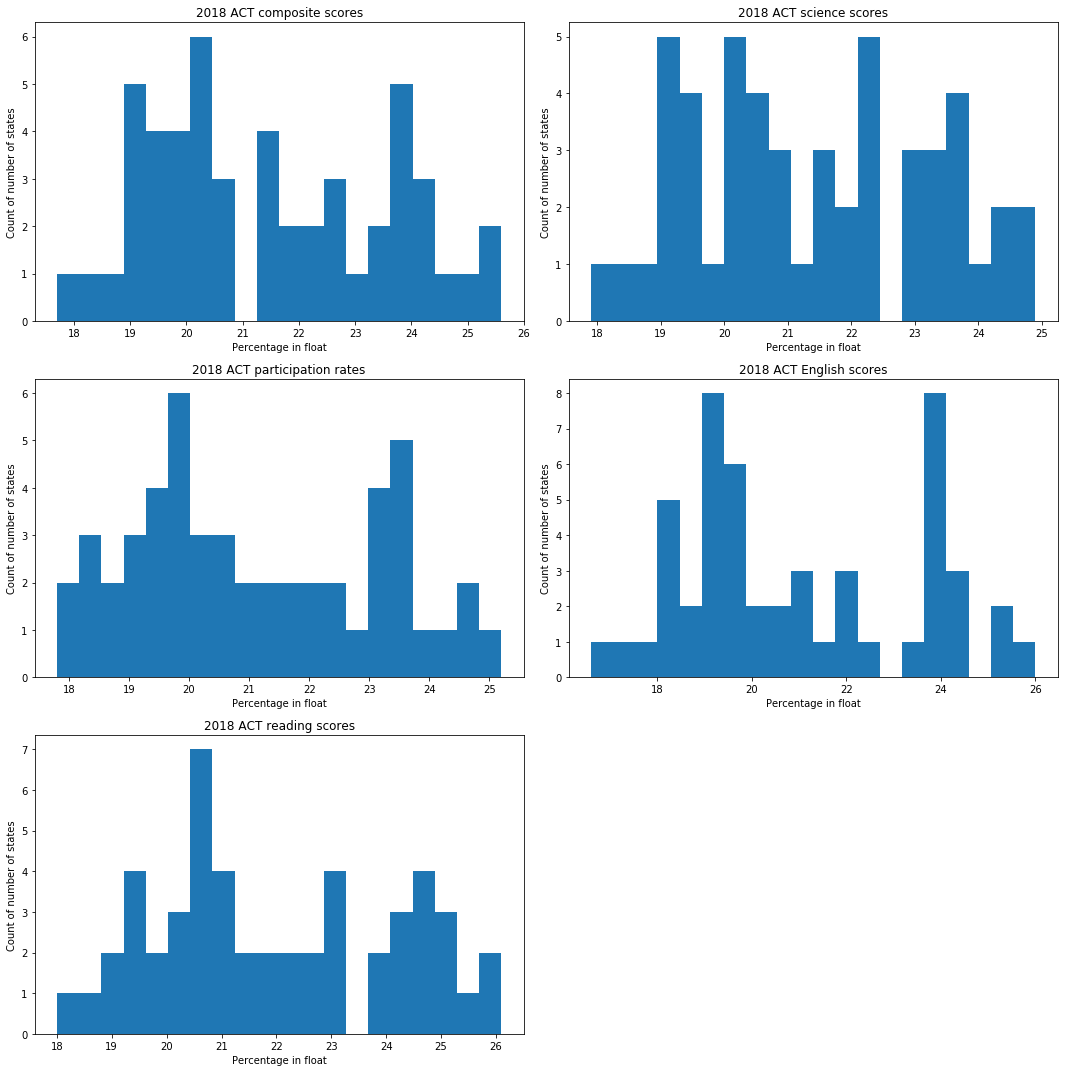 2018 ACT composite scores
Count of number of states
6
5
4
3
2
1
0
18 19 20 21 22 23 24 25 26
Percentage in float
2018 ACT science scores
Count of number of states
5
4
3
2
1
0
18 19 20 21 22 23 24 25
Percentage in float
2018 ACT participation rates
Count of number of states
6
5
4
3
2
1
0
18 19 20 21 22 23 24 25
Percentage in float
2018 ACT English scores
Count of number of states
8
7
6
5
4
3
2
1
0
18 20 22 24 26
Percentage in float
2018 ACT reading scores
Count of number of states
7
6
5
4
3
2
1
0
18 19 20 21 22 23 24 25 26
Percentage in float